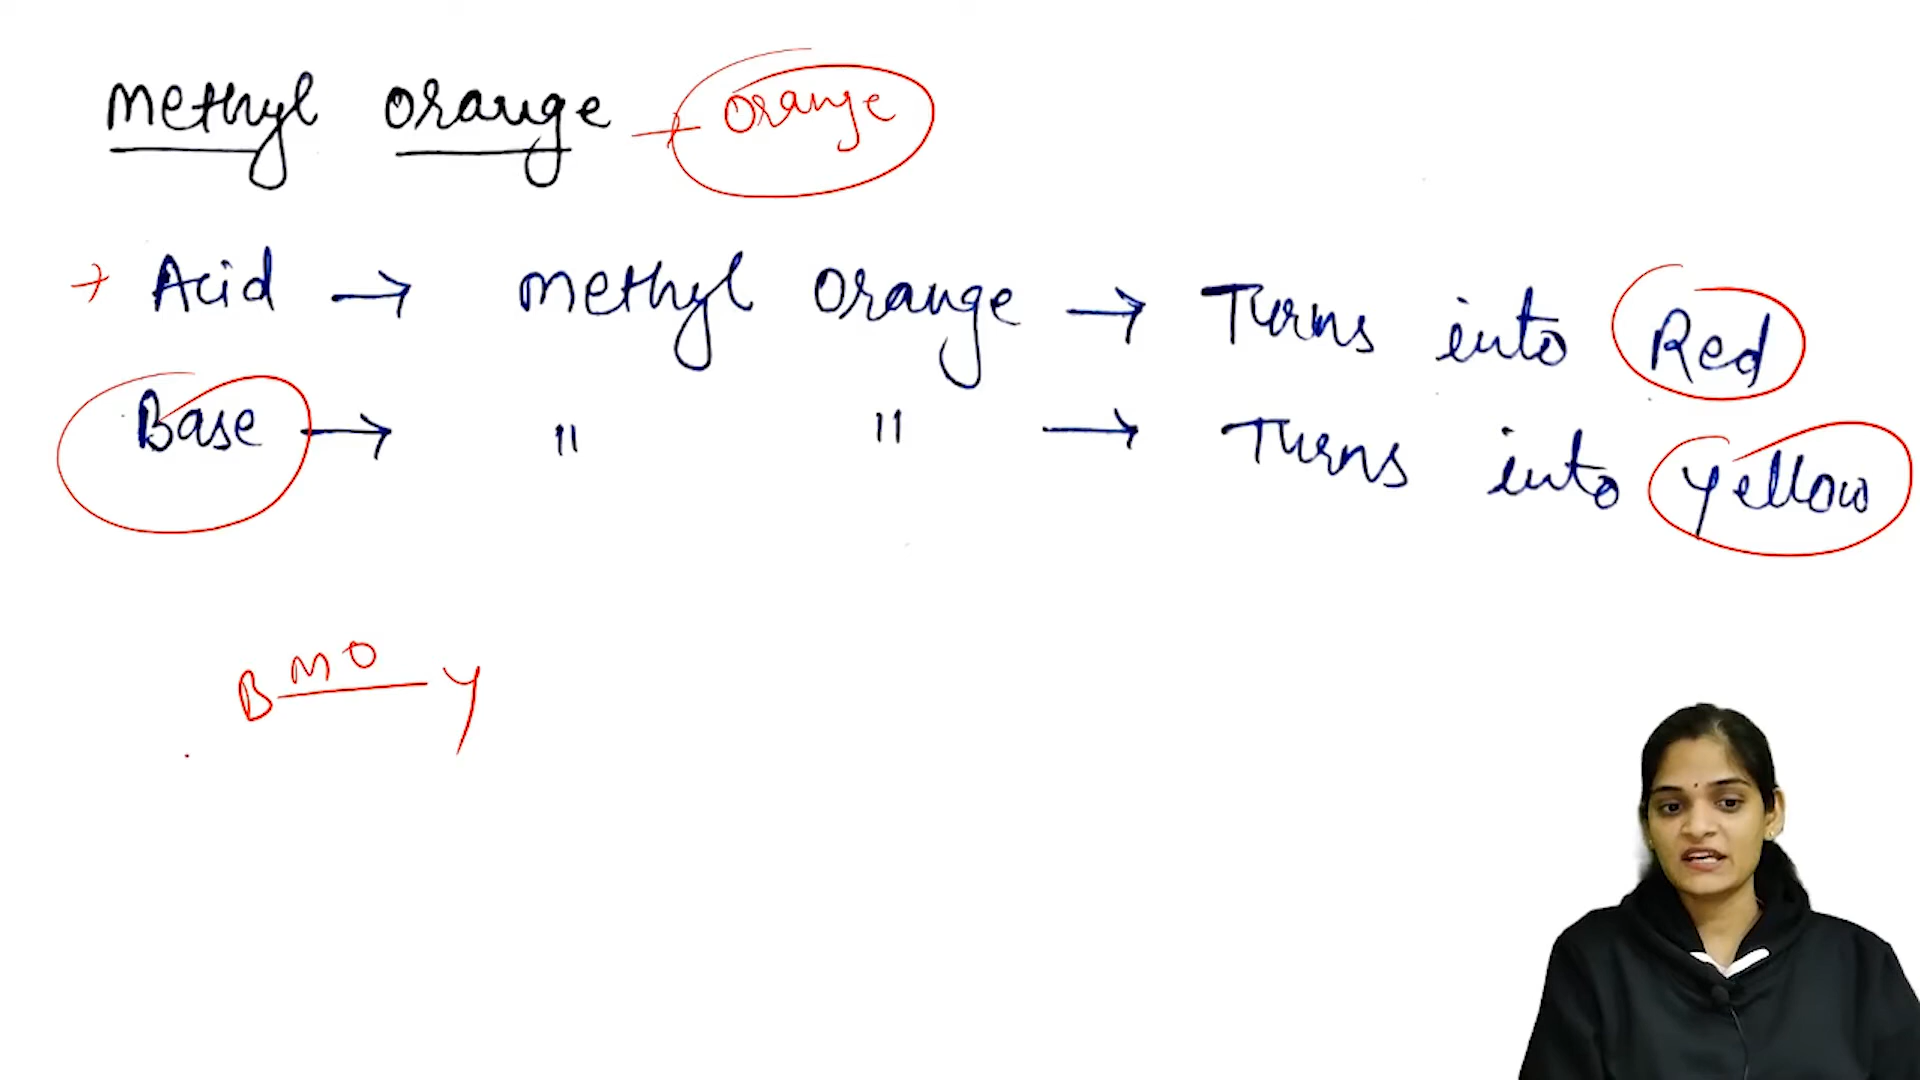 Methyl orange → Orange
→ Acid → Methyl Orange → Turns into Red
Base → " " → Turns into Yellow
B MO Y